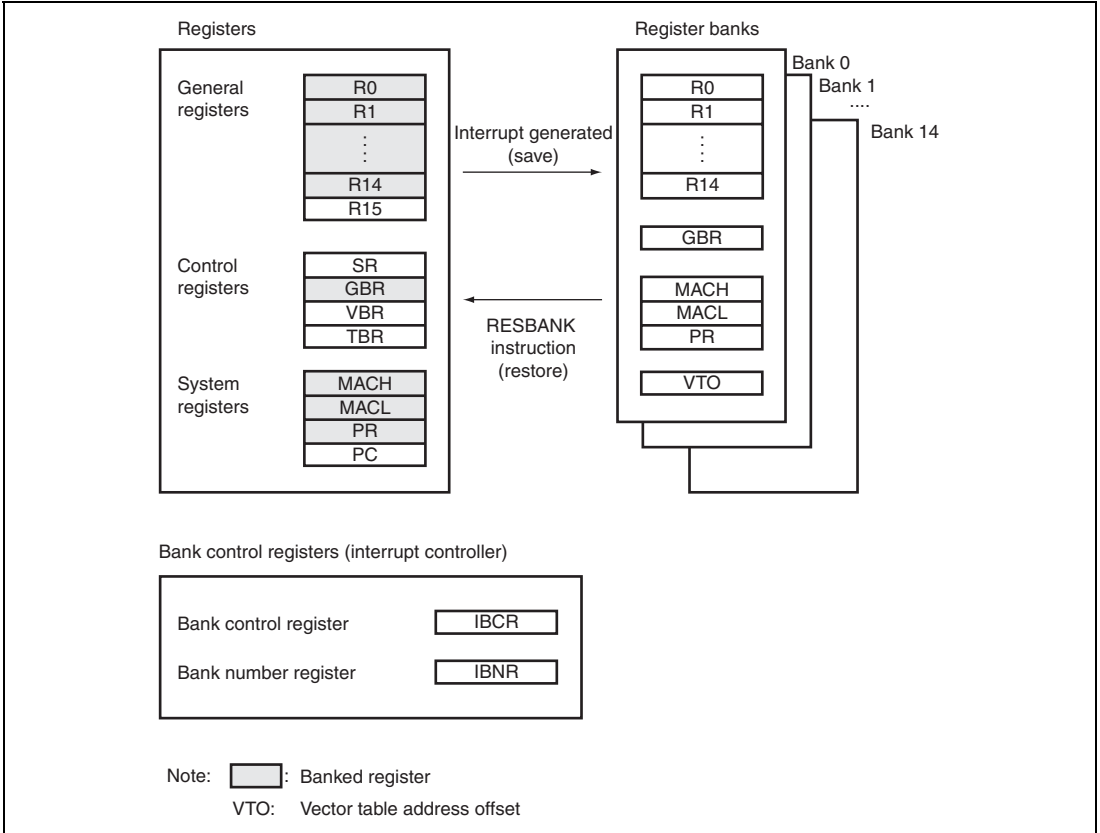 Registers
General
registers
R0
R1
R14
R15
Control
registers
SR
GBR
VBR
TBR
System
registers
MACH
MACL
PR
PC
Interrupt generated
(save)
RESBANK
instruction
(restore)
Register banks
Bank 0
Bank 1
....
Bank 14
R0
R1
R14
GBR
MACH
MACL
PR
VTO
Bank control registers (interrupt controller)
Bank control register IBCR
Bank number register IBNR
Note: : Banked register
VTO: Vector table address offset